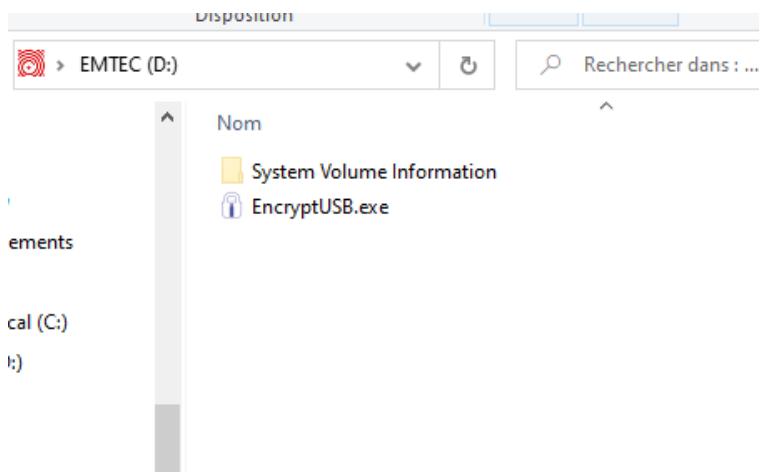 Disposition
EMTEC (D:)
Rechercher dans : ...
Nom
System Volume Information
EncryptUSB.exe
ements
cal (C:)
:)